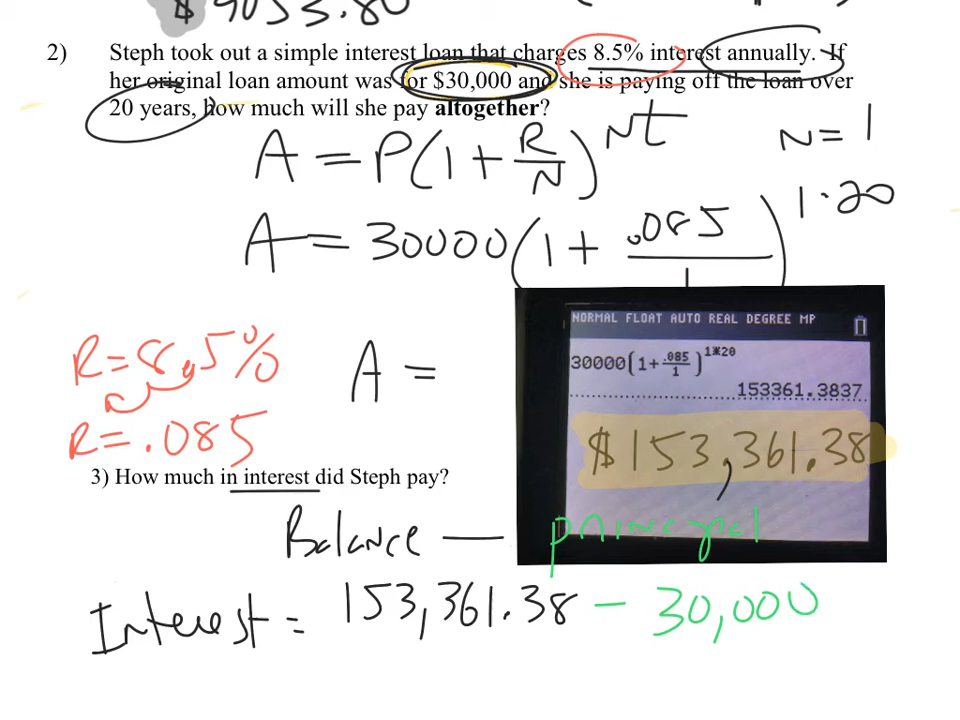 $ 9053.80
2) Steph took out a simple interest loan that charges 8.5% interest annually. If
her original loan amount was for $30,000 and she is paying off the loan over
20 years, how much will she pay altogether?
A = P(1 + R/N)^Nt
N = 1
A = 30000(1 + .085/1)^1·20
NORMAL FLOAT AUTO REAL DEGREE MP
30000(1+.085/1)^1*20
153361.3837
R = 8.5%
A =
$153,361.38
R = .085
3) How much in interest did Steph pay?
Balance — principal
Interest = 153,361.38 – 30,000